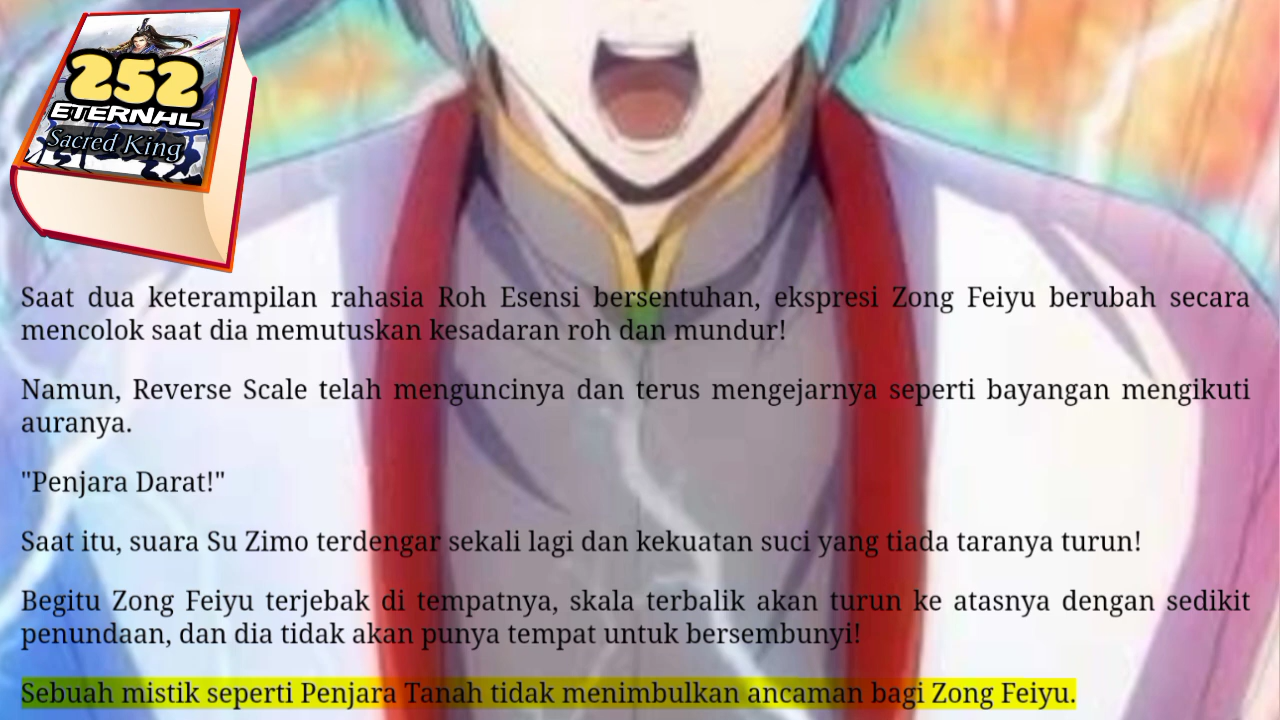 252
ETERNAL
Sacred King
Saat dua keterampilan rahasia Roh Esensi bersentuhan, ekspresi Zong Feiyu berubah secara
mencolok saat dia memutuskan kesadaran roh dan mundur!
Namun, Reverse Scale telah menguncinya dan terus mengejarnya seperti bayangan mengikuti
auranya.
"Penjara Darat!"
Saat itu, suara Su Zimo terdengar sekali lagi dan kekuatan suci yang tiada taranya turun!
Begitu Zong Feiyu terjebak di tempatnya, skala terbalik akan turun ke atasnya dengan sedikit
penundaan, dan dia tidak akan punya tempat untuk bersembunyi!
Sebuah mistik seperti Penjara Tanah tidak menimbulkan ancaman bagi Zong Feiyu.